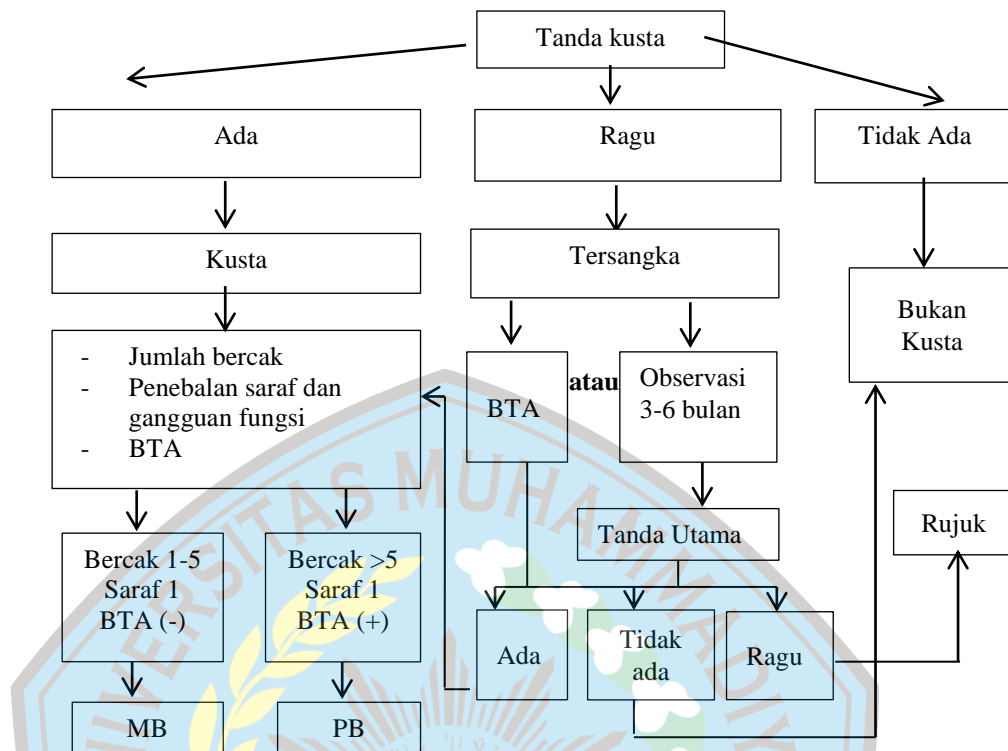 Tanda kusta
Ada
Ragu
Tidak Ada
Kusta
Tersangka
Bukan
Kusta
- Jumlah bercak
- Penebalan saraf dan
gangguan fungsi
- BTA
BTA
atau
Observasi
3-6 bulan
Tanda Utama
Rujuk
Bercak 1-5
Saraf 1
BTA (-)
Bercak >5
Saraf 1
BTA (+)
Ada
Tidak
ada
Ragu
MB
PB
UNIVERSITAS MUHAMMADIY